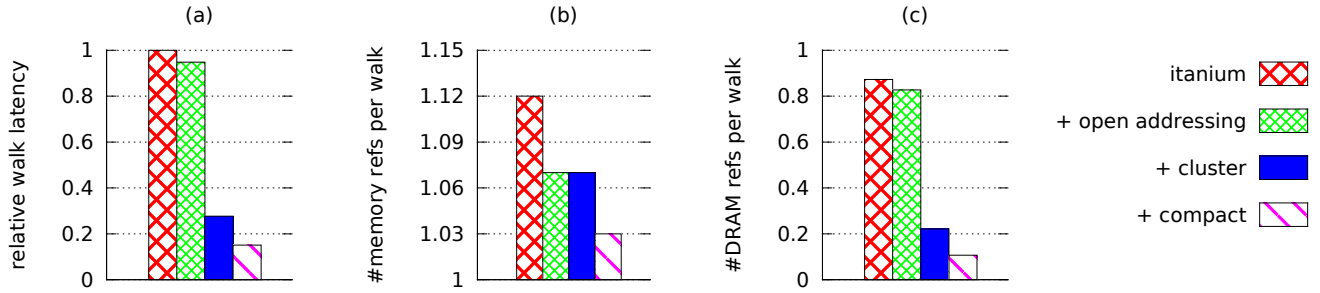 (a)
relative walk latency
1
0.8
0.6
0.4
0.2
0
(b)
#memory refs per walk
1.15
1.12
1.09
1.06
1.03
1
(c)
#DRAM refs per walk
1
0.8
0.6
0.4
0.2
0
itanium
+ open addressing
+ cluster
+ compact